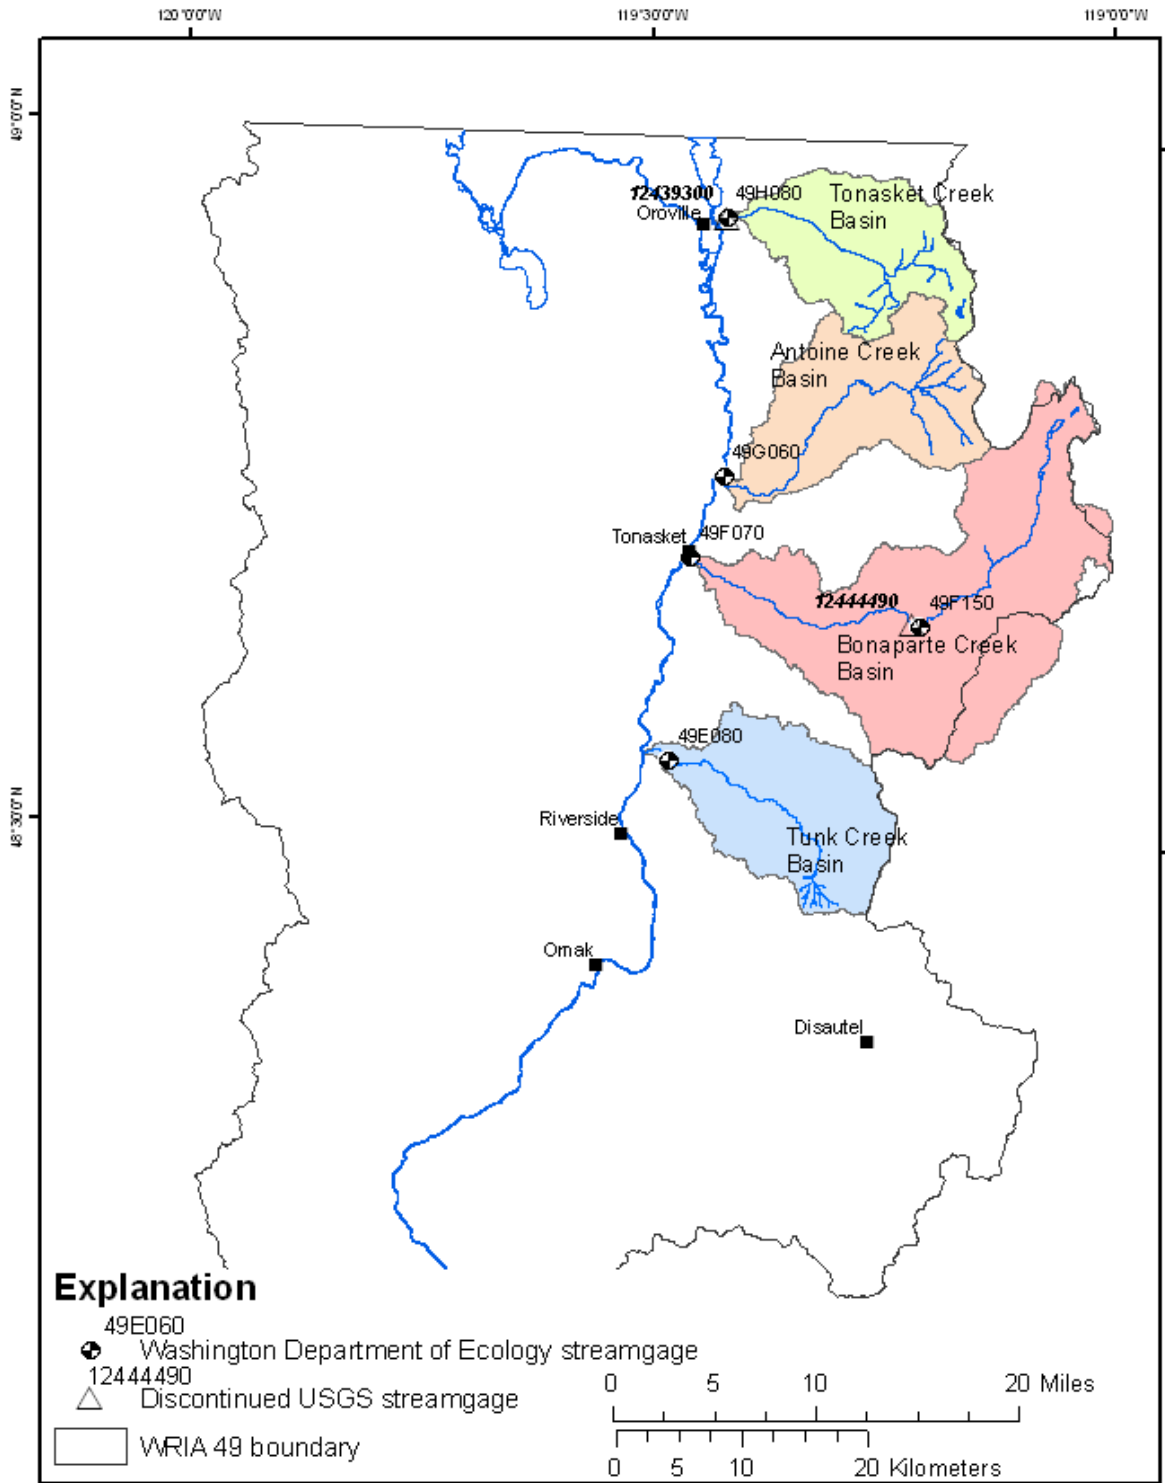 120°0'0"W
119°30'0"W
119°0'0"W
49°0'0"N
12439300
49H080
Oroville
Tonasket Creek
Basin
Antoine Creek
Basin
49G060
Tonasket
49F070
12444490
49F150
Bonaparte Creek
Basin
49E080
48°30'0"N
Riverside
Tunk Creek
Basin
Omak
Disautel
Explanation
49E060
Washington Department of Ecology streamgage
12444490
Discontinued USGS streamgage
WRIA 49 boundary
0 5 10 20 Miles
0 5 10 20 Kilometers